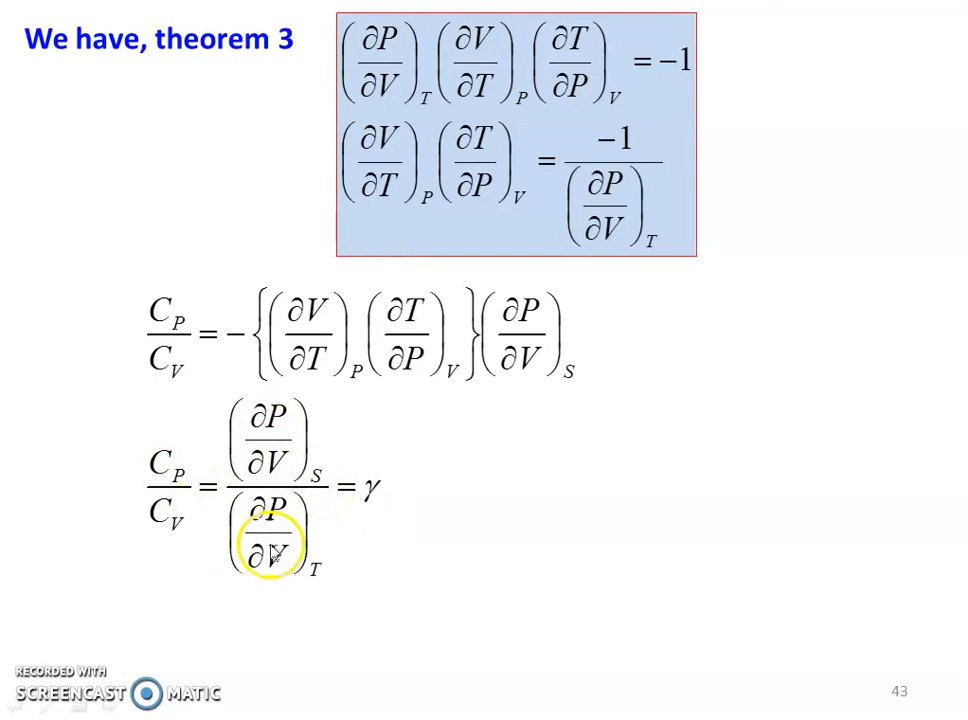 We have, theorem 3
(∂P/∂V)_T (∂V/∂T)_P (∂T/∂P)_V = −1
(∂V/∂T)_P (∂T/∂P)_V = −1/(∂P/∂V)_T
C_P/C_V = −{(∂V/∂T)_P (∂T/∂P)_V}(∂P/∂V)_S
C_P/C_V = (∂P/∂V)_S/(∂P/∂V)_T = γ
RECORDED WITH
SCREENCAST MATIC
43